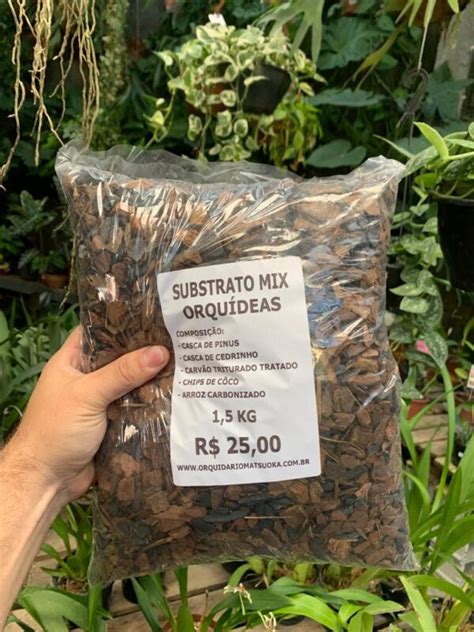 SUBSTRATO MIX
ORQUÍDEAS
COMPOSIÇÃO:
- CASCA DE PINUS
- CASCA DE CEDRINHO
- CARVÃO TRITURADO TRATADO
- CHIPS DE CÔCO
- ARROZ CARBONIZADO
1,5 KG
R$ 25,00
WWW.ORQUIDARIOMATSUOKA.COM.BR